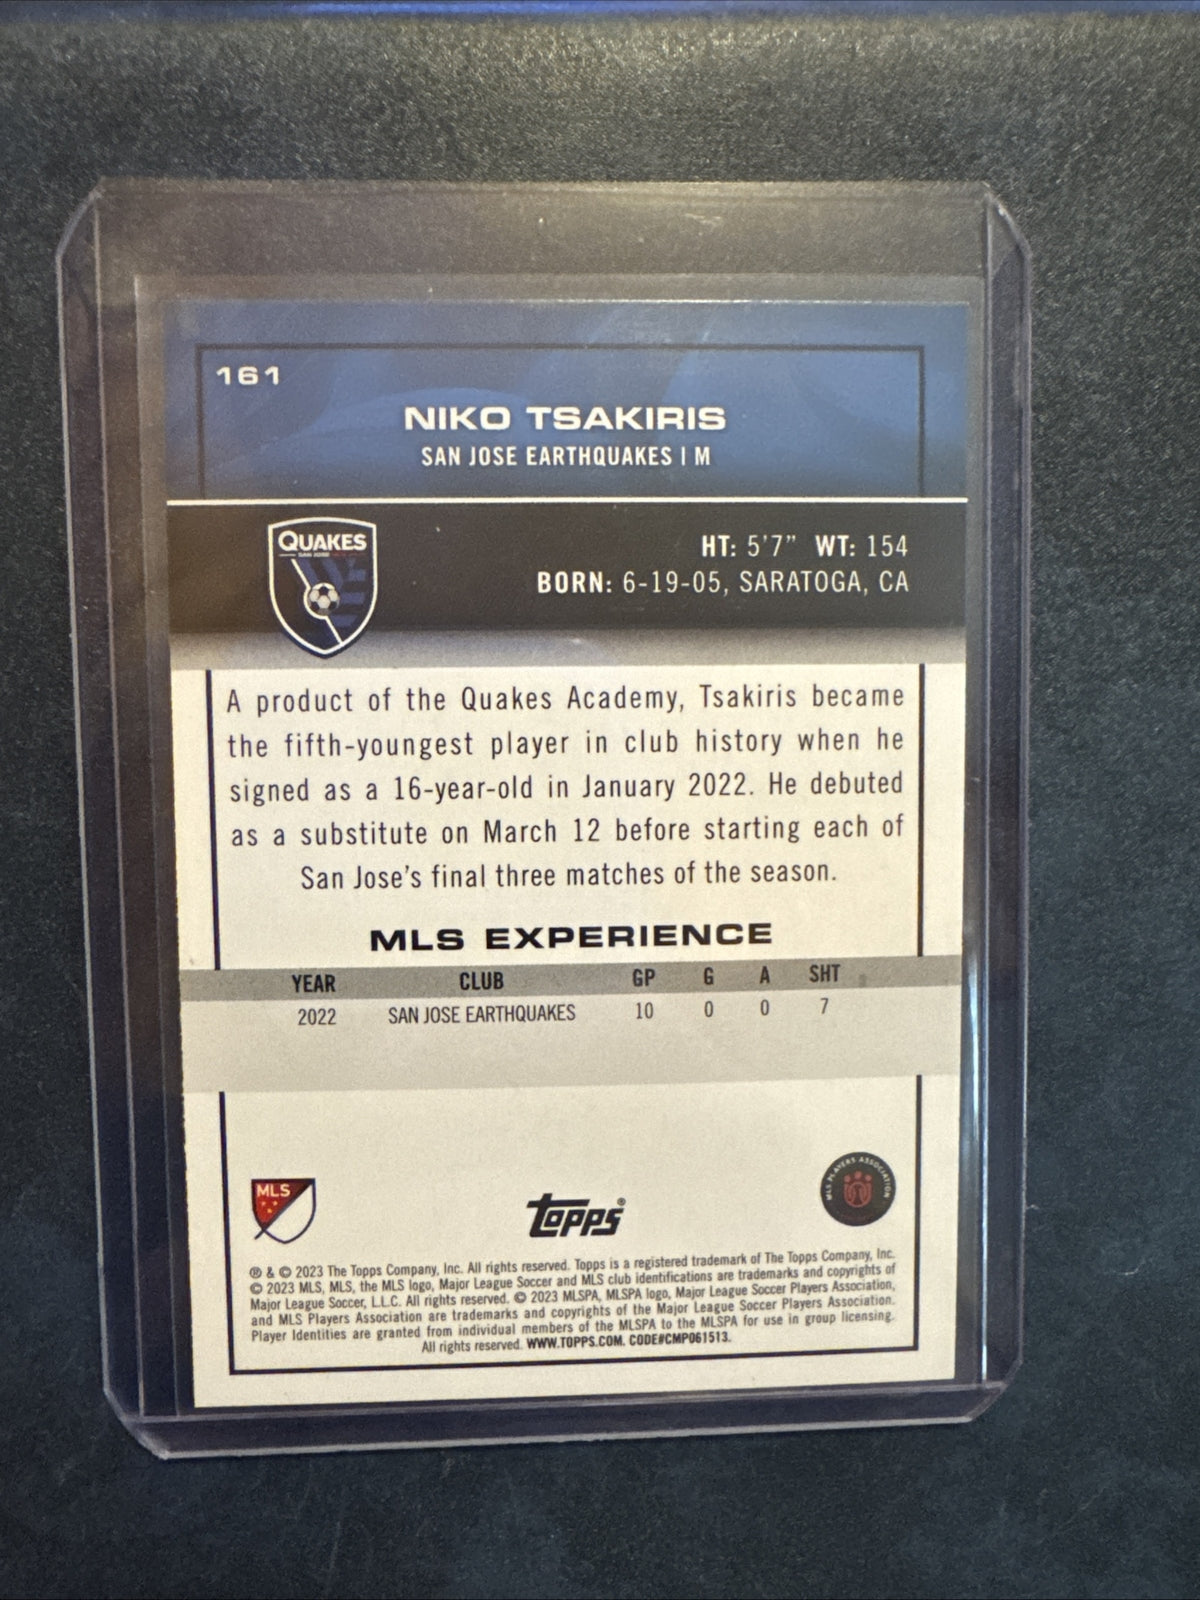 161
NIKO TSAKIRIS
SAN JOSE EARTHQUAKES | M
QUAKES
SAN JOSE
HT: 5'7" WT: 154
BORN: 6-19-05, SARATOGA, CA
A product of the Quakes Academy, Tsakiris became
the fifth-youngest player in club history when he
signed as a 16-year-old in January 2022. He debuted
as a substitute on March 12 before starting each of
San Jose's final three matches of the season.
MLS EXPERIENCE
YEAR CLUB GP G A SHT
2022 SAN JOSE EARTHQUAKES 10 0 0 7
MLS
topps®
MLS PLAYERS ASSOCIATION
® & © 2023 The Topps Company, Inc. All rights reserved. Topps is a registered trademark of The Topps Company, Inc.
© 2023 MLS, MLS, the MLS logo, Major League Soccer and MLS club identifications are trademarks and copyrights of
Major League Soccer, L.L.C. All rights reserved. © 2023 MLSPA, MLSPA logo, Major League Soccer Players Association,
and MLS Players Association are trademarks and copyrights of the Major League Soccer Players Association.
Player Identities are granted from individual members of the MLSPA to the MLSPA for use in group licensing.
All rights reserved. WWW.TOPPS.COM. CODE#CMP061513.